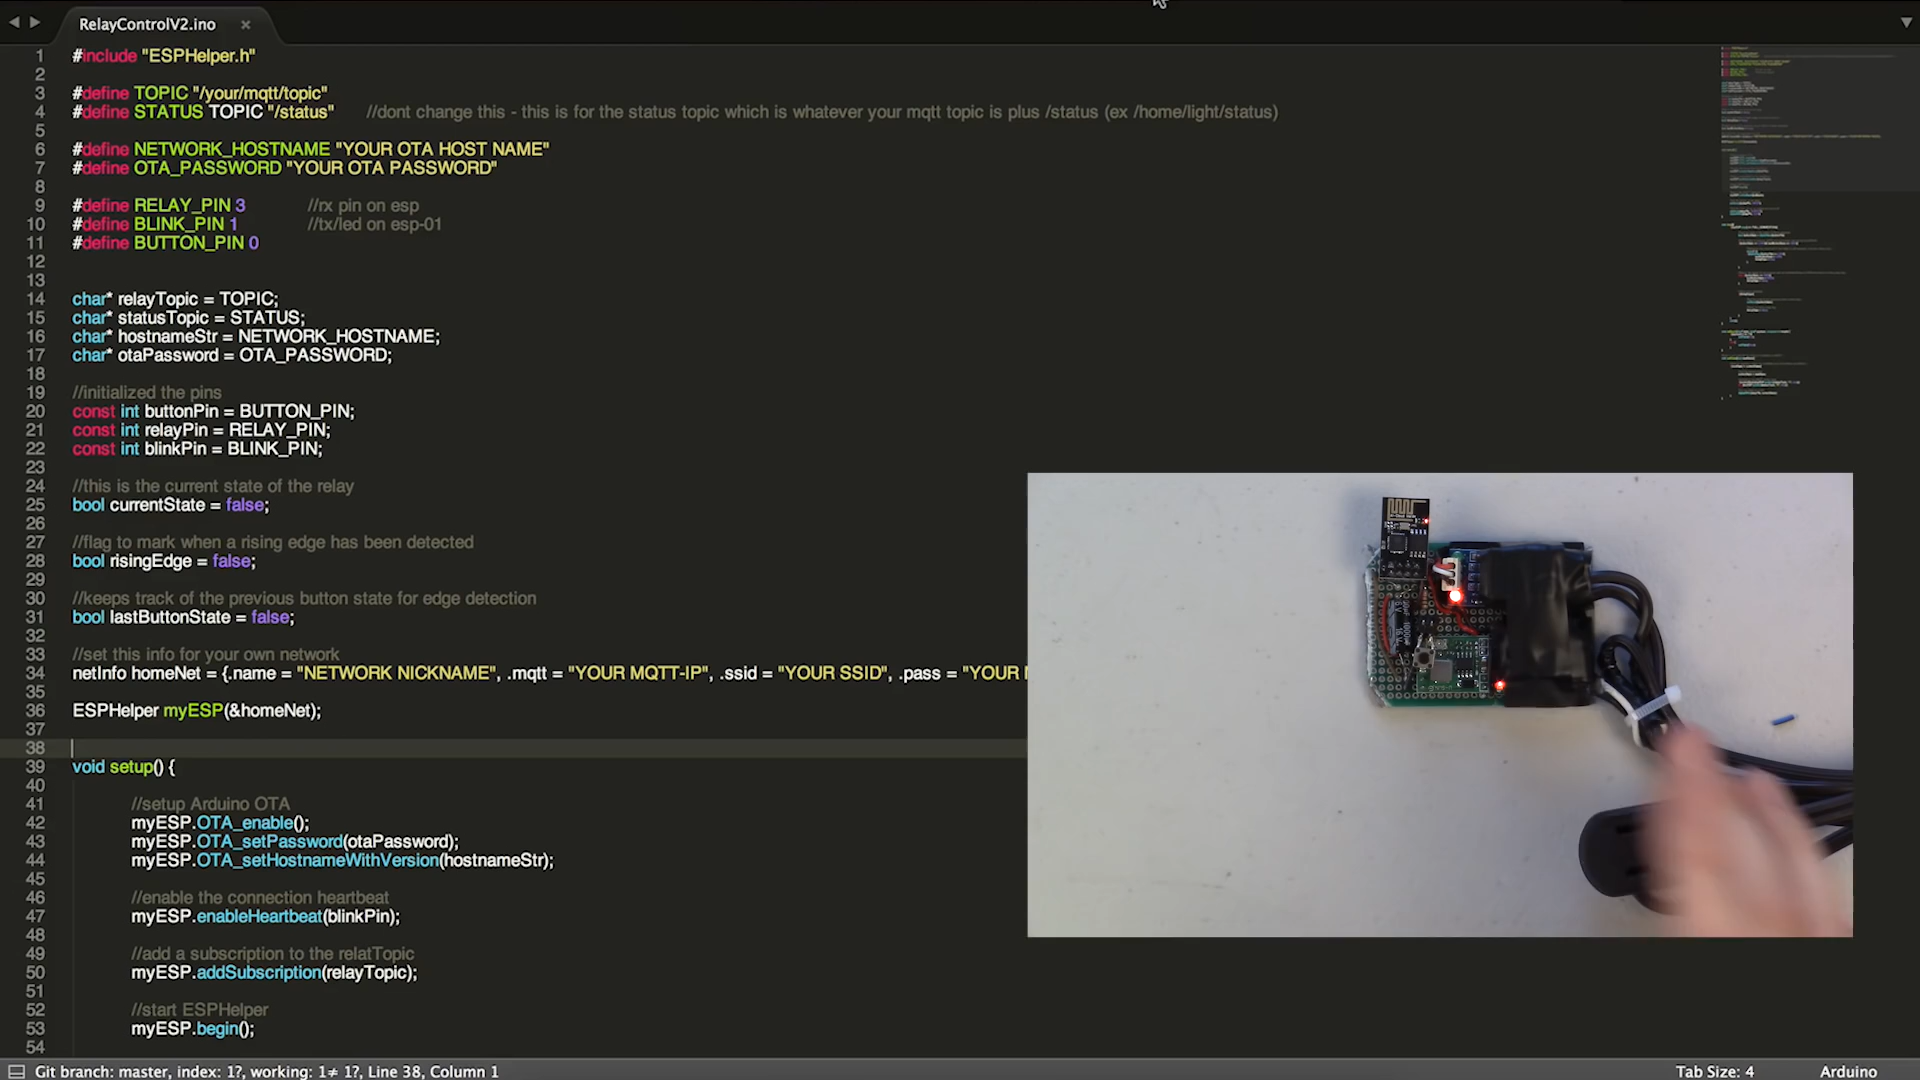 RelayControlV2.ino
1 #include "ESPHelper.h"
2
3 #define TOPIC "/your/mqtt/topic"
4 #define STATUS TOPIC "/status" //dont change this - this is for the status topic which is whatever your mqtt topic is plus /status (ex /home/light/status)
5
6 #define NETWORK_HOSTNAME "YOUR OTA HOST NAME"
7 #define OTA_PASSWORD "YOUR OTA PASSWORD"
8
9 #define RELAY_PIN 3 //rx pin on esp
10 #define BLINK_PIN 1 //tx/led on esp-01
11 #define BUTTON_PIN 0
12
13
14 char* relayTopic = TOPIC;
15 char* statusTopic = STATUS;
16 char* hostnameStr = NETWORK_HOSTNAME;
17 char* otaPassword = OTA_PASSWORD;
18
19 //initialized the pins
20 const int buttonPin = BUTTON_PIN;
21 const int relayPin = RELAY_PIN;
22 const int blinkPin = BLINK_PIN;
23
24 //this is the current state of the relay
25 bool currentState = false;
26
27 //flag to mark when a rising edge has been detected
28 bool risingEdge = false;
29
30 //keeps track of the previous button state for edge detection
31 bool lastButtonState = false;
32
33 //set this info for your own network
34 netInfo homeNet = {.name = "NETWORK NICKNAME", .mqtt = "YOUR MQTT-IP", .ssid = "YOUR SSID", .pass = "YOUR
35
36 ESPHelper myESP(&homeNet);
37
38
39 void setup() {
40
41 //setup Arduino OTA
42 myESP.OTA_enable();
43 myESP.OTA_setPassword(otaPassword);
44 myESP.OTA_setHostnameWithVersion(hostnameStr);
45
46 //enable the connection heartbeat
47 myESP.enableHeartbeat(blinkPin);
48
49 //add a subscription to the relatTopic
50 myESP.addSubscription(relayTopic);
51
52 //start ESPHelper
53 myESP.begin();
54
Git branch: master, index: 1?, working: 1≠ 1?, Line 38, Column 1
Tab Size: 4
Arduino